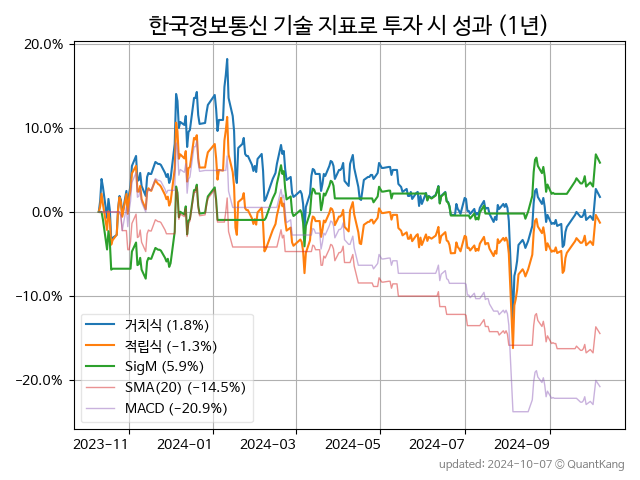 한국정보통신 기술 지표로 투자 시 성과 (1년)
20.0%
10.0%
0.0%
−10.0%
−20.0%
거치식 (1.8%)
적립식 (−1.3%)
SigM (5.9%)
SMA(20) (−14.5%)
MACD (−20.9%)
2023-11 2024-01 2024-03 2024-05 2024-07 2024-09
updated: 2024-10-07 © QuantKang